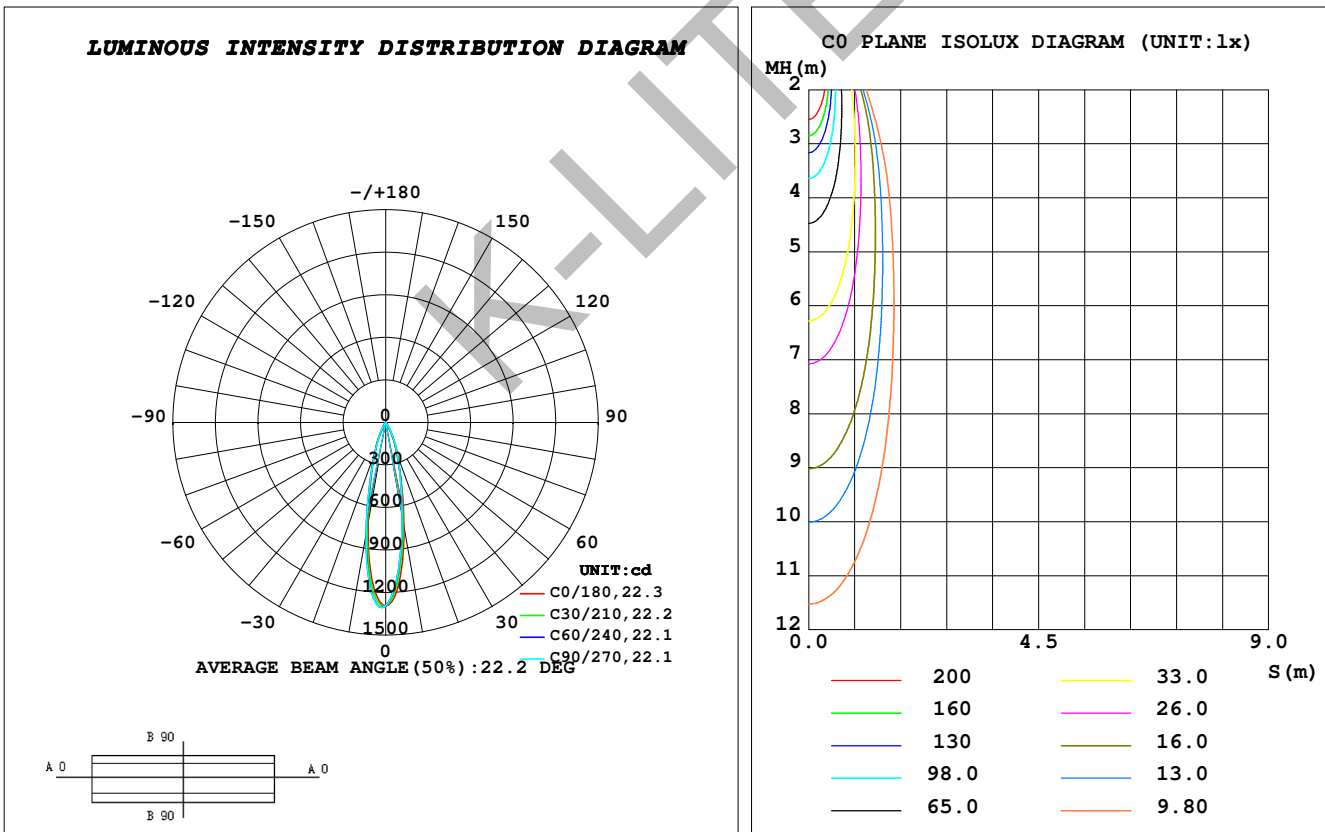 LUMINOUS INTENSITY DISTRIBUTION DIAGRAM
-/+180
-150 150
-120 120
-90 90
-60 60
-30 30
0
0
300
600
900
1200
1500
UNIT:cd
C0/180,22.3
C30/210,22.2
C60/240,22.1
C90/270,22.1
AVERAGE BEAM ANGLE(50%):22.2 DEG
B 90
A 0 A 0
B 90
C0 PLANE ISOLUX DIAGRAM (UNIT:lx)
MH(m)
2
3
4
5
6
7
8
9
10
11
12
0.0 4.5 9.0
S(m)
200 33.0
160 26.0
130 16.0
98.0 13.0
65.0 9.80
K-LITE